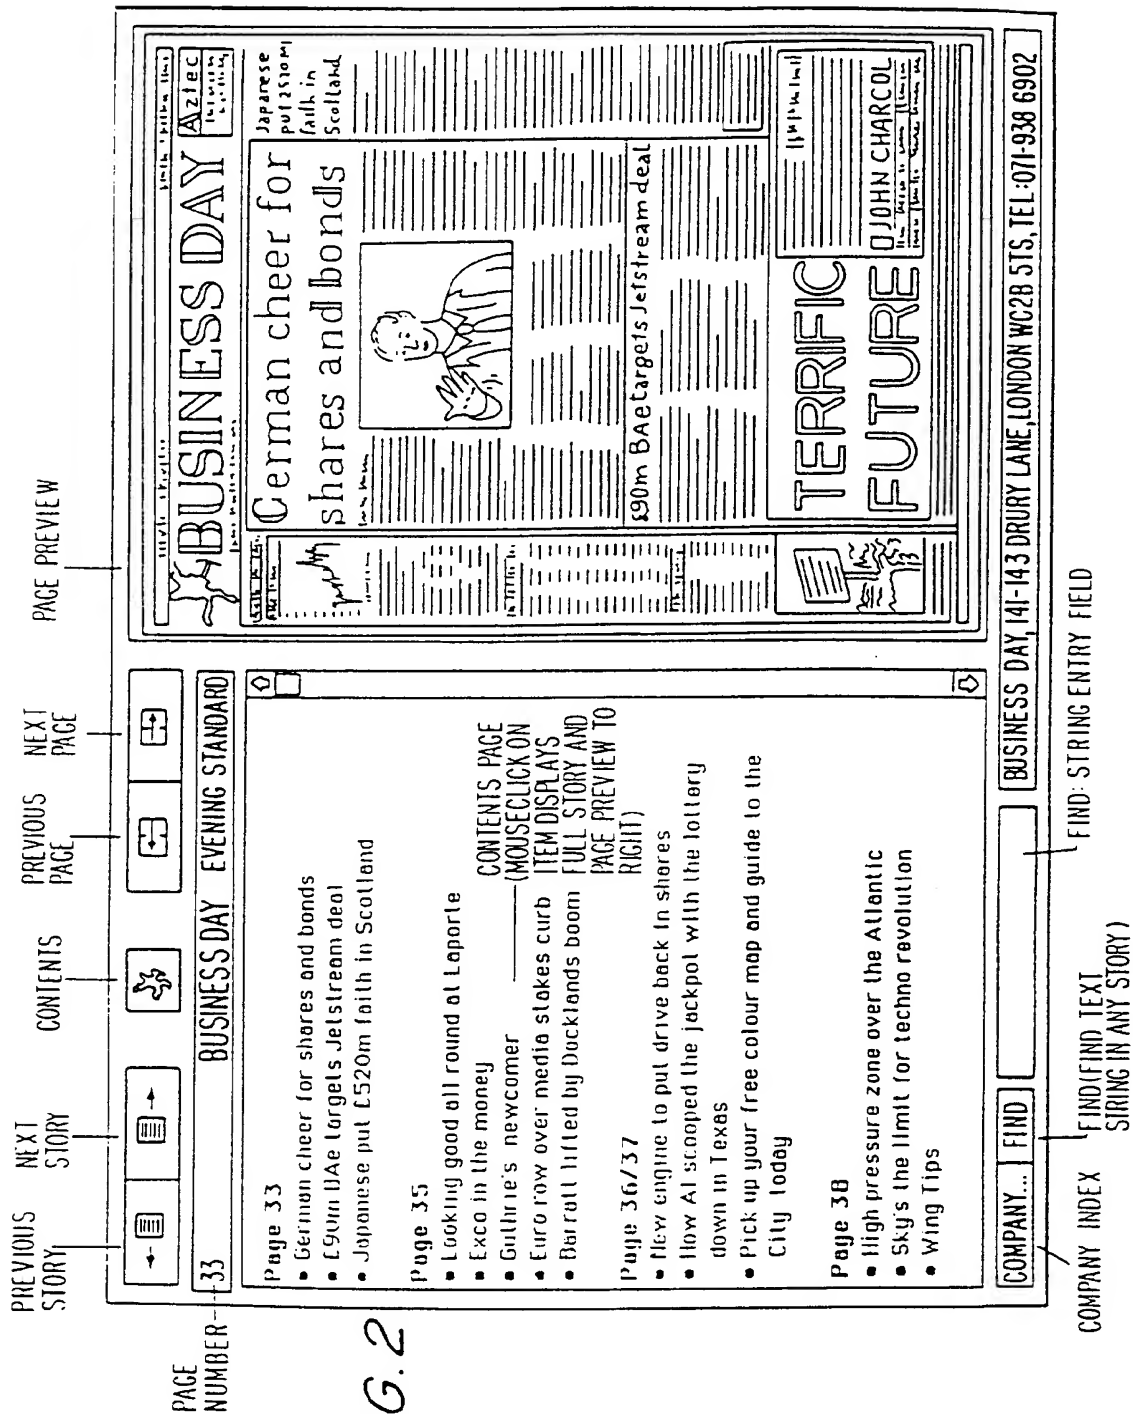 PREVIOUS
STORY
NEXT
STORY
CONTENTS
PREVIOUS
PAGE
NEXT
PAGE
PAGE PREVIEW
PAGE
NUMBER
33
BUSINESS DAY EVENING STANDARD
Page 33
• German cheer for shares and bonds
• £90m BAe targets Jetstream deal
• Japanese put £520m faith in Scotland
Page 35
• Looking good all round at Laporte
• Exco in the money
• Guthrie's newcomer
• Euro row over media stakes curb
• Barratt lifted by Docklands boom
CONTENTS PAGE
(MOUSECLICK ON
ITEM DISPLAYS
FULL STORY AND
PAGE PREVIEW TO
RIGHT)
Page 36/37
• New engine to put drive back in shares
• How AI scooped the jackpot with the lottery
down in Texas
• Pick up your free colour map and guide to the
City today
Page 38
• High pressure zone over the Atlantic
• Sky's the limit for techno revolution
• Wing Tips
BUSINESS DAY
Aztec
German cheer for
shares and bonds
Japanese
put £520m
faith in
Scotland
£90m BAe targets Jetstream deal
TERRIFIC
FUTURE
JOHN CHARCOL
COMPANY... FIND
BUSINESS DAY, 141-143 DRURY LANE, LONDON WC2B 5TS, TEL:071-938 6902
COMPANY INDEX
FIND(FIND TEXT
STRING IN ANY STORY)
FIND: STRING ENTRY FIELD
G.2